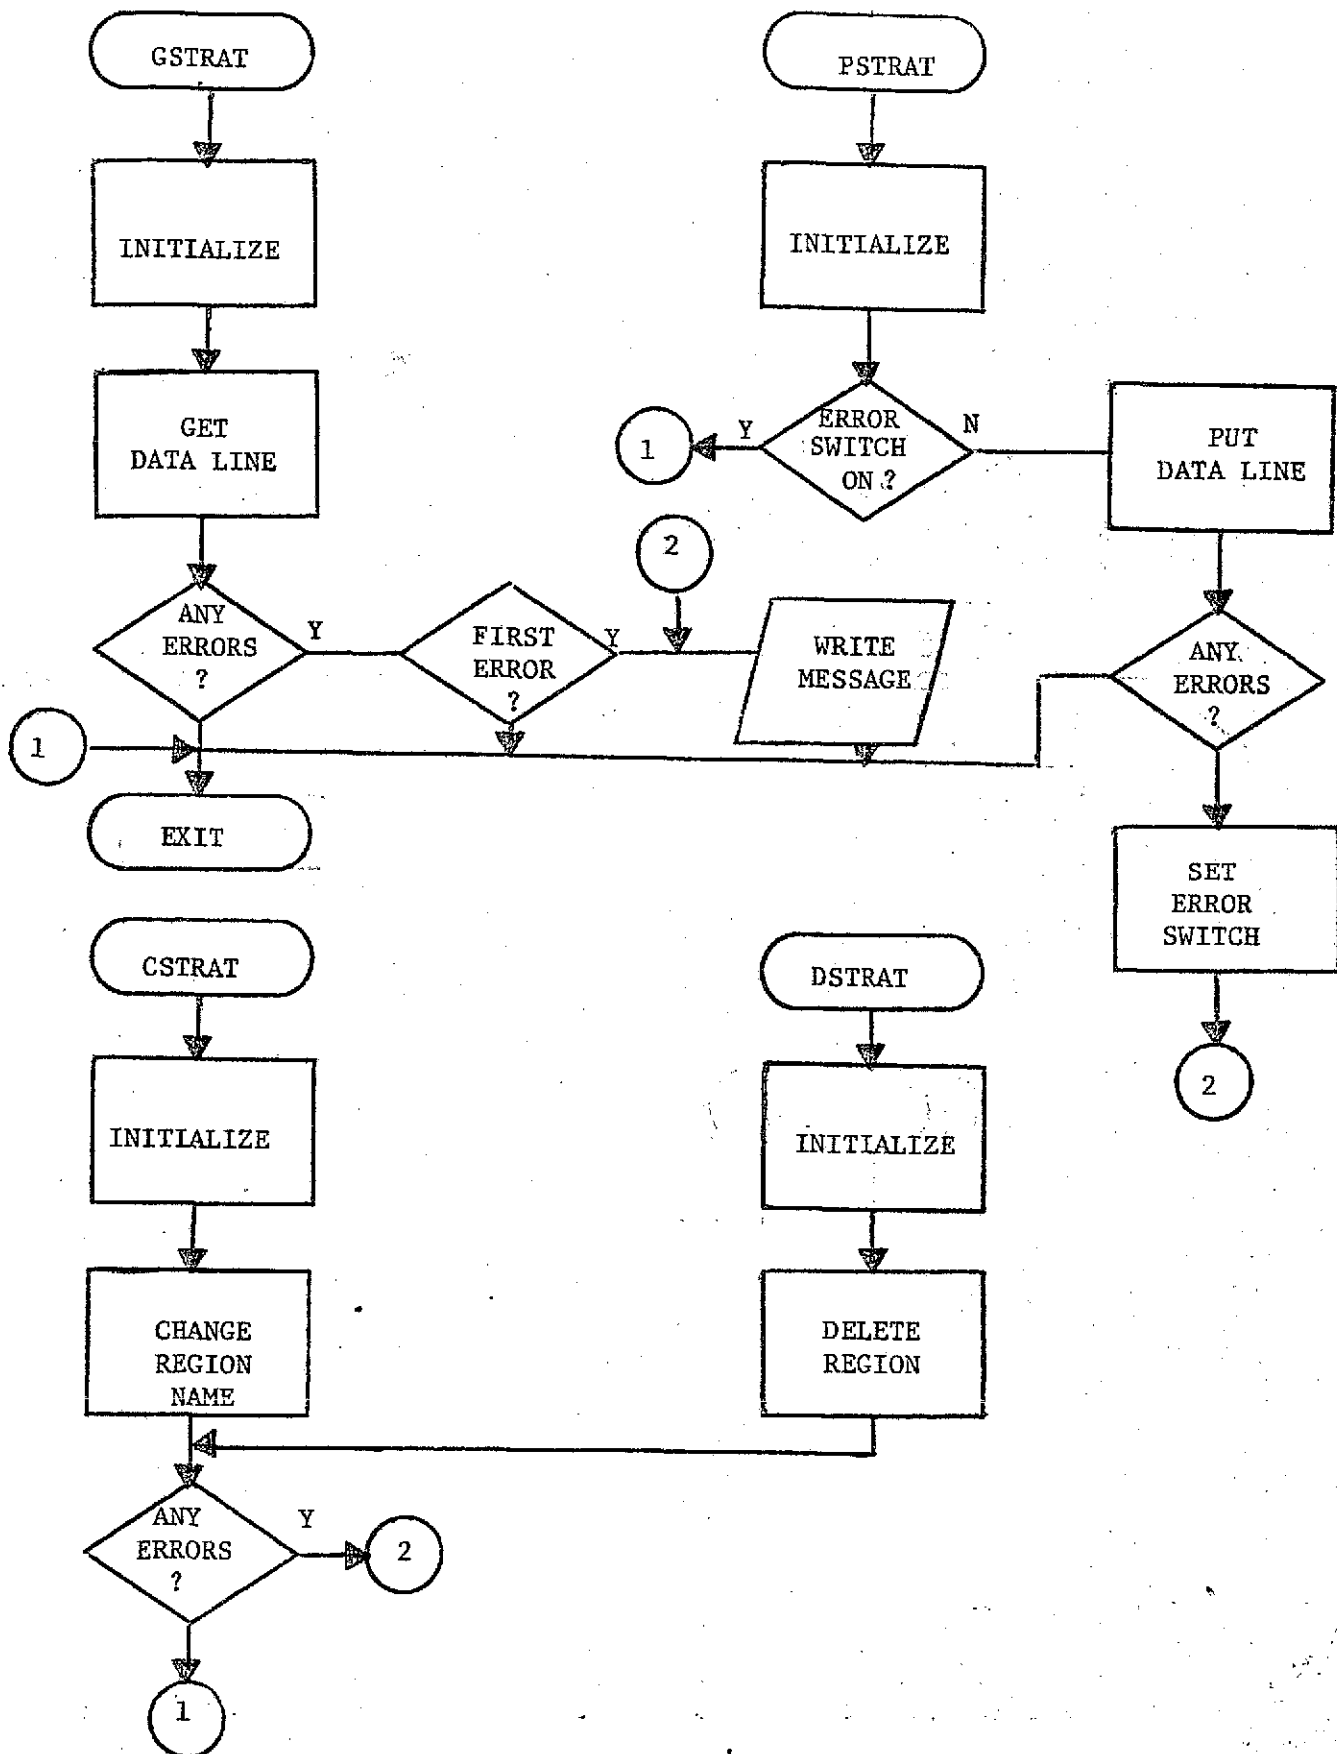 GSTRAT
INITIALIZE
GET
DATA LINE
ANY
ERRORS
?
Y
FIRST
ERROR
?
Y
2
WRITE
MESSAGE
1
EXIT
PSTRAT
INITIALIZE
ERROR
SWITCH
ON ?
Y
1
N
PUT
DATA LINE
ANY
ERRORS
?
SET
ERROR
SWITCH
2
CSTRAT
INITIALIZE
CHANGE
REGION
NAME
ANY
ERRORS
?
Y
2
1
DSTRAT
INITIALIZE
DELETE
REGION